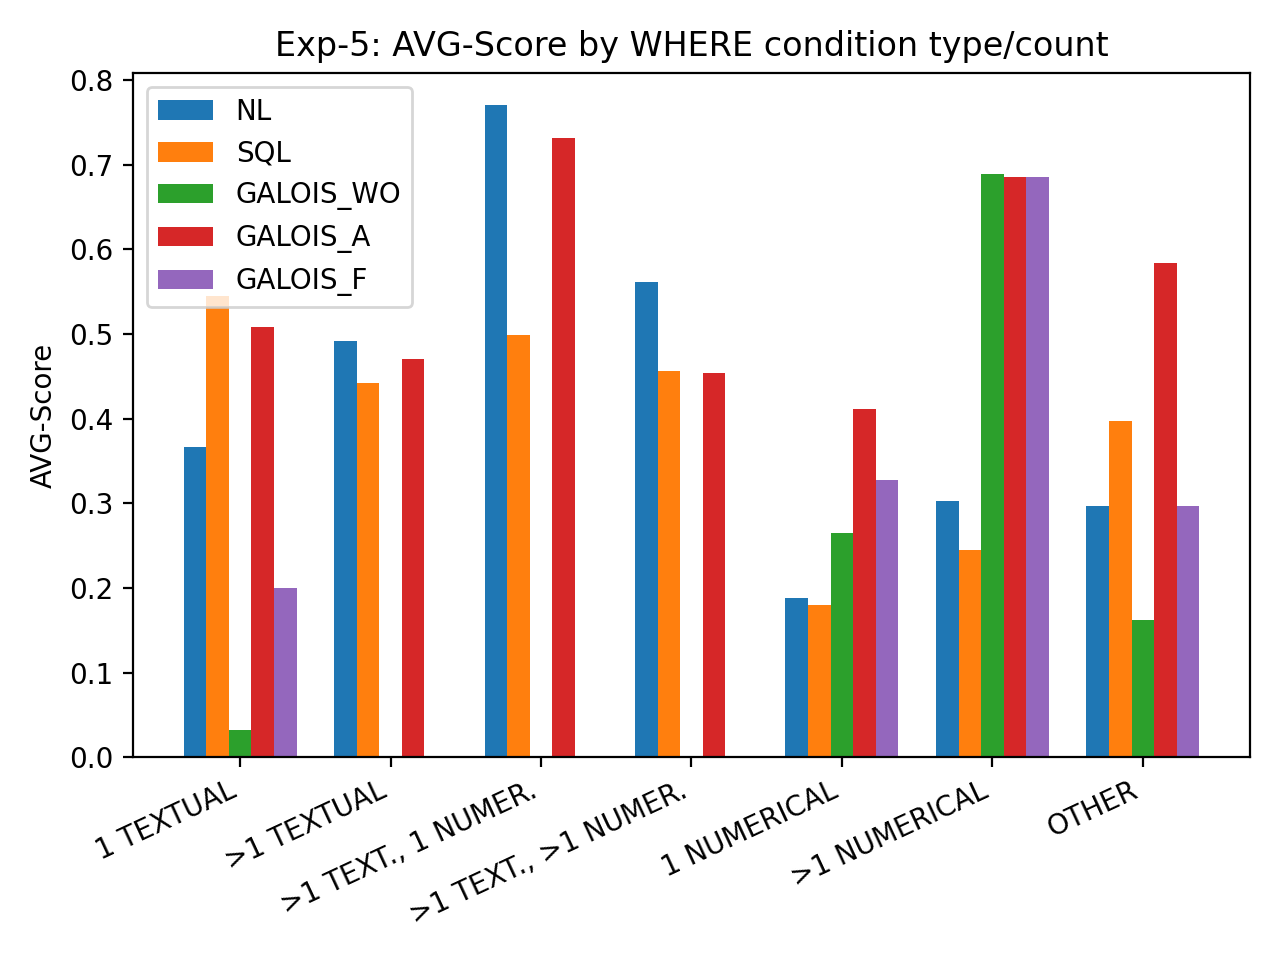 Exp-5: AVG-Score by WHERE condition type/count
0.8
0.7
0.6
0.5
0.4
0.3
0.2
0.1
0.0
AVG-Score
NL
SQL
GALOIS_WO
GALOIS_A
GALOIS_F
1 TEXTUAL
>1 TEXTUAL
>1 TEXT., 1 NUMER.
>1 TEXT., >1 NUMER.
1 NUMERICAL
>1 NUMERICAL
OTHER